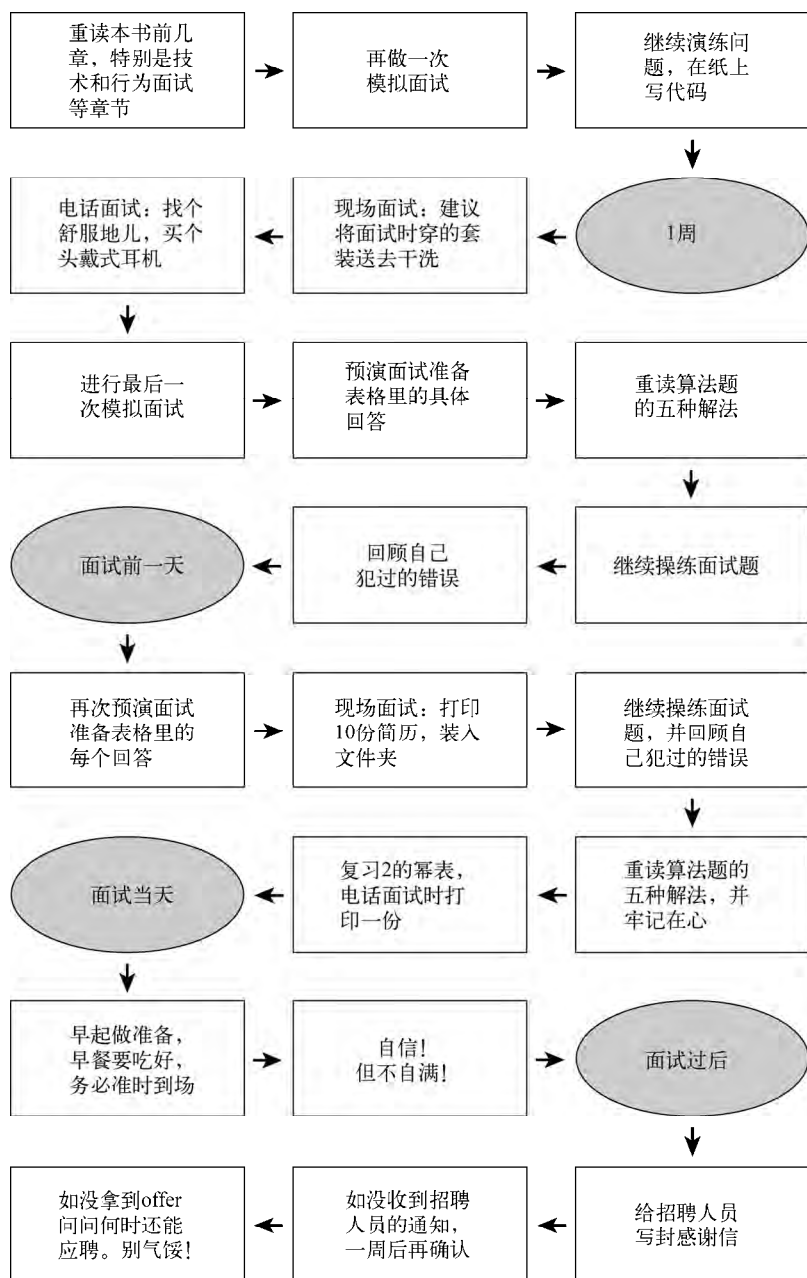 重读本书前几
章，特别是技
术和行为面试
等章节
再做一次
模拟面试
继续演练问
题，在纸上
写代码
1周
现场面试：建议
将面试时穿的套
装送去干洗
电话面试：找个
舒服地儿，买个
头戴式耳机
进行最后一
次模拟面试
预演面试准备
表格里的具体
回答
重读算法题
的五种解法
继续操练面试题
回顾自己
犯过的错误
面试前一天
再次预演面试
准备表格里的
每个回答
现场面试：打印
10份简历，装入
文件夹
继续操练面试
题，并回顾自
己犯过的错误
重读算法题的
五种解法，并
牢记在心
复习2的幂表，
电话面试时打
印一份
面试当天
早起做准备，
早餐要吃好，
务必准时到场
自信！
但不自满！
面试过后
给招聘人员
写封感谢信
如没收到招聘
人员的通知，
一周后再确认
如没拿到offer
问问何时还能
应聘。别气馁！